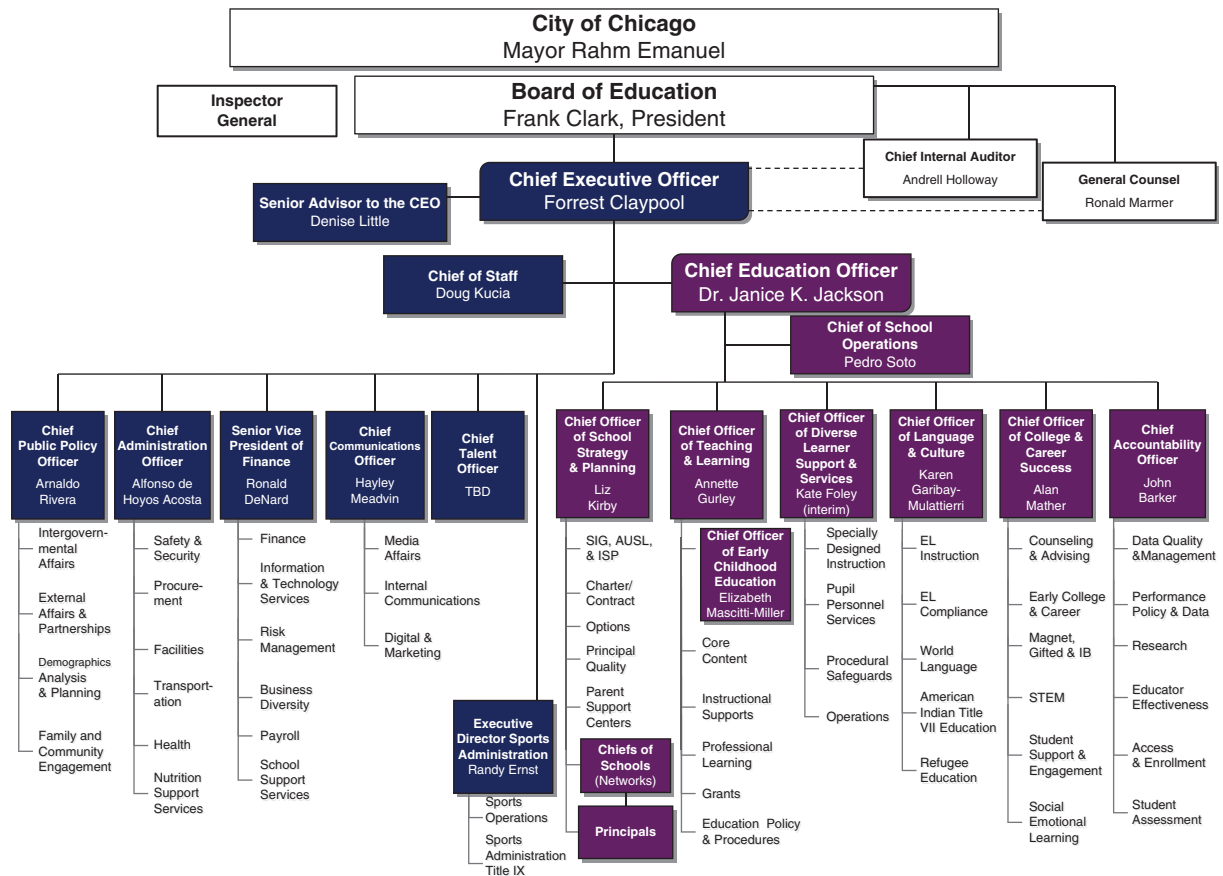 City of Chicago
Mayor Rahm Emanuel
Board of Education
Frank Clark, President
Inspector
General
Chief Internal Auditor
Andrell Holloway
General Counsel
Ronald Marmer
Chief Executive Officer
Forrest Claypool
Senior Advisor to the CEO
Denise Little
Chief of Staff
Doug Kucia
Chief Education Officer
Dr. Janice K. Jackson
Chief of School
Operations
Pedro Soto
Chief
Public Policy
Officer
Arnaldo
Rivera
Intergovern-
mental
Affairs
External
Affairs &
Partnerships
Demographics
Analysis
& Planning
Family and
Community
Engagement
Chief
Administration
Officer
Alfonso de
Hoyos Acosta
Safety &
Security
Procure-
ment
Facilities
Transport-
ation
Health
Nutrition
Support
Services
Senior Vice
President of
Finance
Ronald
DeNard
Finance
Information
& Technology
Services
Risk
Management
Business
Diversity
Payroll
School
Support
Services
Chief
Communications
Officer
Hayley
Meadvin
Media
Affairs
Internal
Communications
Digital &
Marketing
Chief
Talent
Officer
TBD
Executive
Director Sports
Administration
Randy Ernst
Sports
Operations
Sports
Administration
Title IX
Chief Officer
of School
Strategy
& Planning
Liz
Kirby
SIG, AUSL,
& ISP
Charter/
Contract
Options
Principal
Quality
Parent
Support
Centers
Chiefs of
Schools
(Networks)
Principals
Chief Officer
of Teaching
& Learning
Annette
Gurley
Chief Officer
of Early
Childhood
Education
Elizabeth
Mascitti-Miller
Core
Content
Instructional
Supports
Professional
Learning
Grants
Education Policy
& Procedures
Chief Officer
of Diverse
Learner
Support &
Services
Kate Foley
(interim)
Specially
Designed
Instruction
Pupil
Personnel
Services
Procedural
Safeguards
Operations
Chief Officer
of Language
& Culture
Karen
Garibay-
Mulattierri
EL
Instruction
EL
Compliance
World
Language
American
Indian Title
VII Education
Refugee
Education
Chief Officer
of College &
Career
Success
Alan
Mather
Counseling
& Advising
Early College
& Career
Magnet,
Gifted & IB
STEM
Student
Support &
Engagement
Social
Emotional
Learning
Chief
Accountability
Officer
John
Barker
Data Quality
&Management
Performance
Policy & Data
Research
Educator
Effectiveness
Access
& Enrollment
Student
Assessment